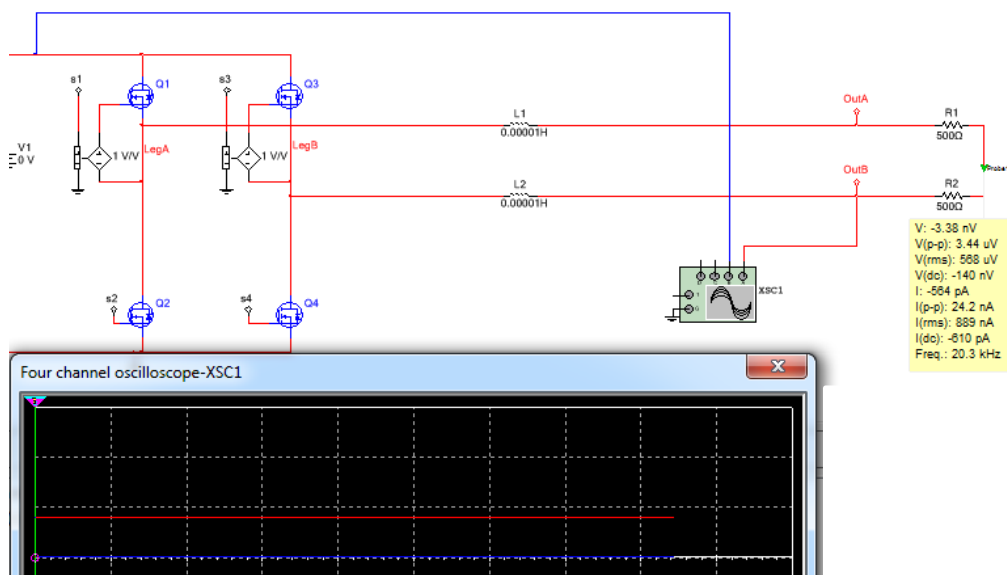 s1
Q1
s3
Q3
L1
0.00001H
OutA
R1
500Ω
V1
0 V
1 V/V
LegA
1 V/V
LegB
L2
0.00001H
OutB
R2
500Ω
s2
Q2
s4
Q4
XSC1
V: -3.38 nV
V(p-p): 3.44 uV
V(rms): 568 uV
V(dc): -140 nV
I: -564 pA
I(p-p): 24.2 nA
I(rms): 889 nA
I(dc): -610 pA
Freq.: 20.3 kHz
Four channel oscilloscope-XSC1